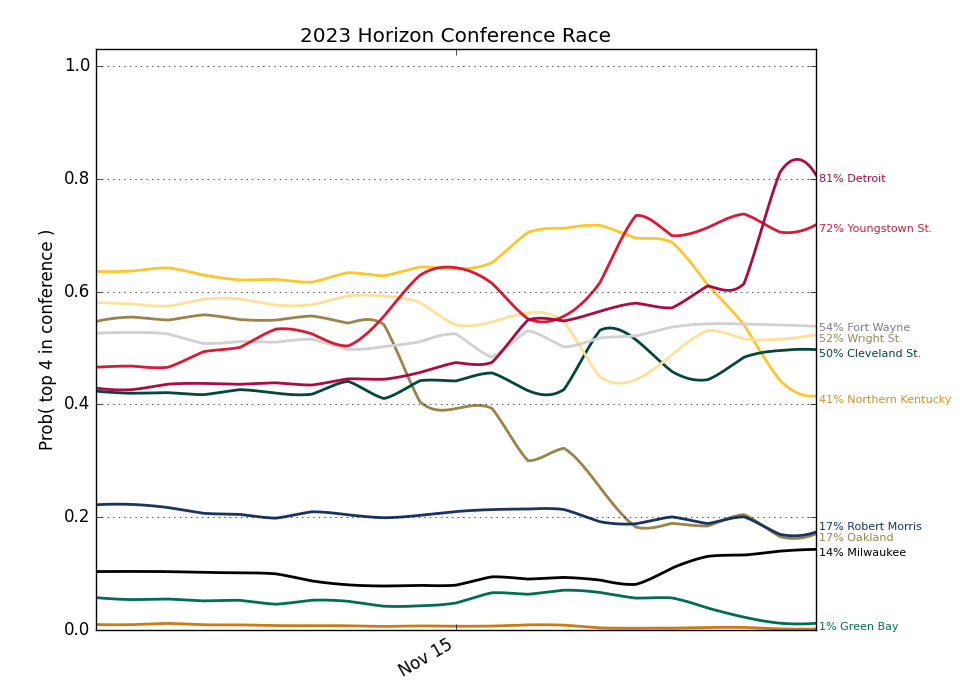 2023 Horizon Conference Race
1.0
0.8
0.6
0.4
0.2
0.0
Prob( top 4 in conference )
Nov 15
81% Detroit
72% Youngstown St.
54% Fort Wayne
52% Wright St.
50% Cleveland St.
41% Northern Kentucky
17% Robert Morris
17% Oakland
14% Milwaukee
1% Green Bay